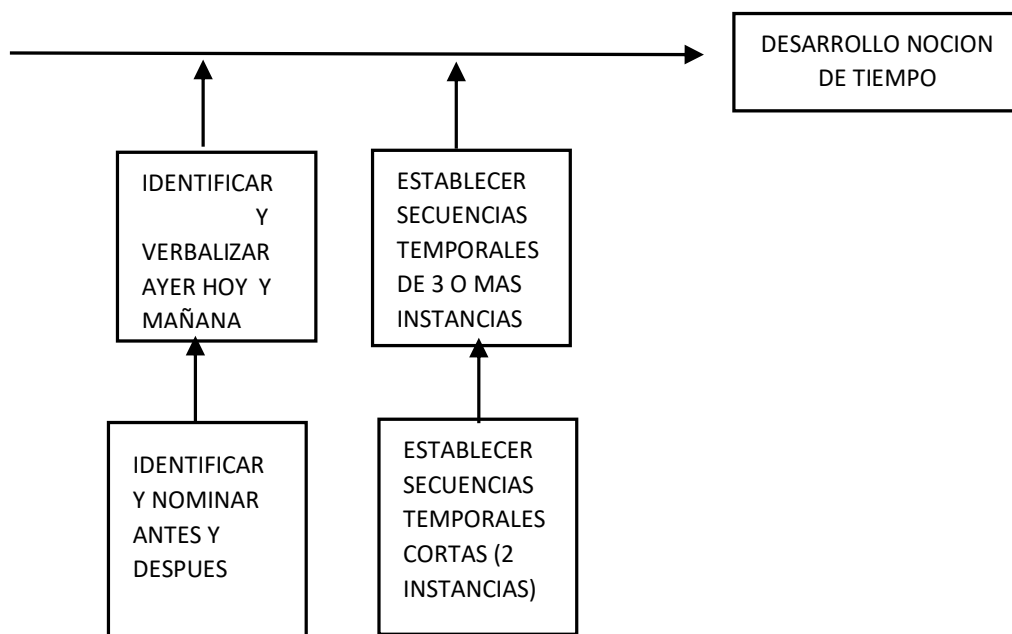 DESARROLLO NOCION
DE TIEMPO
IDENTIFICAR
Y
VERBALIZAR
AYER HOY Y
MAÑANA
ESTABLECER
SECUENCIAS
TEMPORALES
DE 3 O MAS
INSTANCIAS
IDENTIFICAR
Y NOMINAR
ANTES Y
DESPUES
ESTABLECER
SECUENCIAS
TEMPORALES
CORTAS (2
INSTANCIAS)